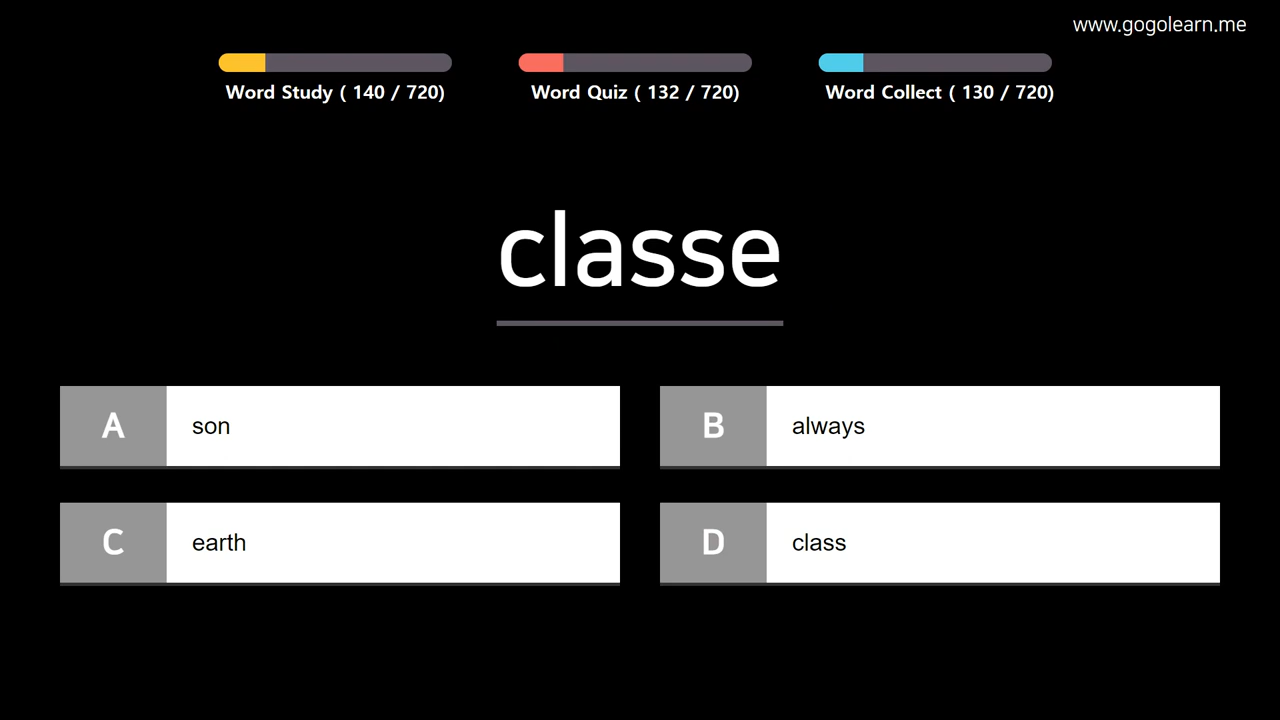 www.gogolearn.me
Word Study ( 140 / 720)
Word Quiz ( 132 / 720)
Word Collect ( 130 / 720)
classe
A son
B always
C earth
D class